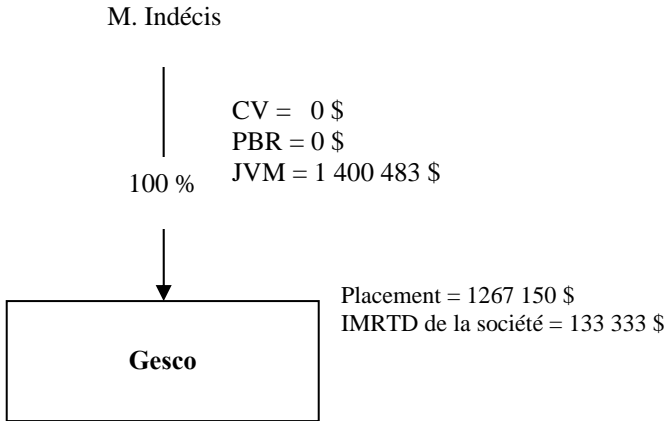 M. Indécis
CV = 0 $
PBR = 0 $
JVM = 1 400 483 $
100 %
Placement = 1267 150 $
IMRTD de la société = 133 333 $
Gesco